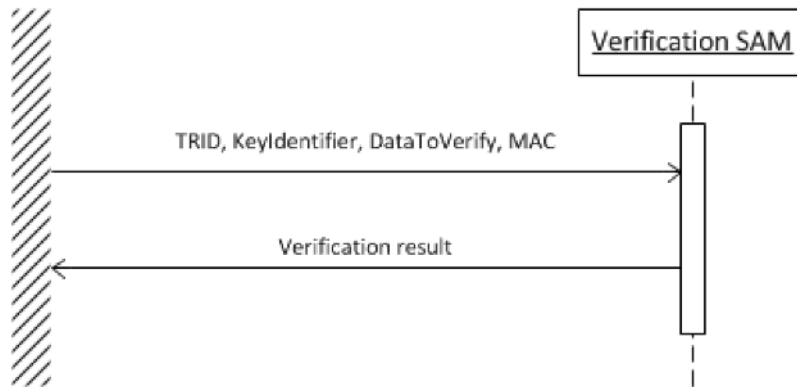 Verification SAM
TRID, KeyIdentifier, DataToVerify, MAC
Verification result